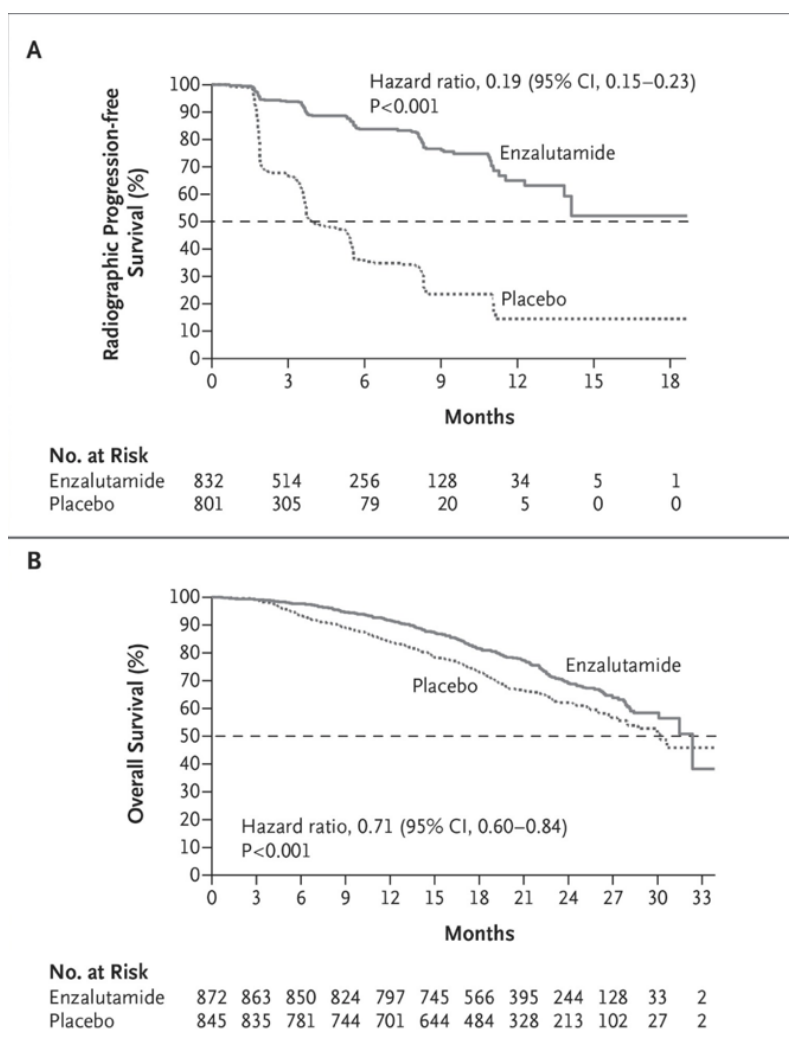 A
Hazard ratio, 0.19 (95% CI, 0.15–0.23)
P<0.001
Radiographic Progression-free
Survival (%)
100
90
80
70
60
50
40
30
20
10
0
Enzalutamide
Placebo
0 3 6 9 12 15 18
Months
No. at Risk
Enzalutamide 832 514 256 128 34 5 1
Placebo 801 305 79 20 5 0 0
B
Overall Survival (%)
100
90
80
70
60
50
40
30
20
10
0
Enzalutamide
Placebo
Hazard ratio, 0.71 (95% CI, 0.60–0.84)
P<0.001
0 3 6 9 12 15 18 21 24 27 30 33
Months
No. at Risk
Enzalutamide 872 863 850 824 797 745 566 395 244 128 33 2
Placebo 845 835 781 744 701 644 484 328 213 102 27 2